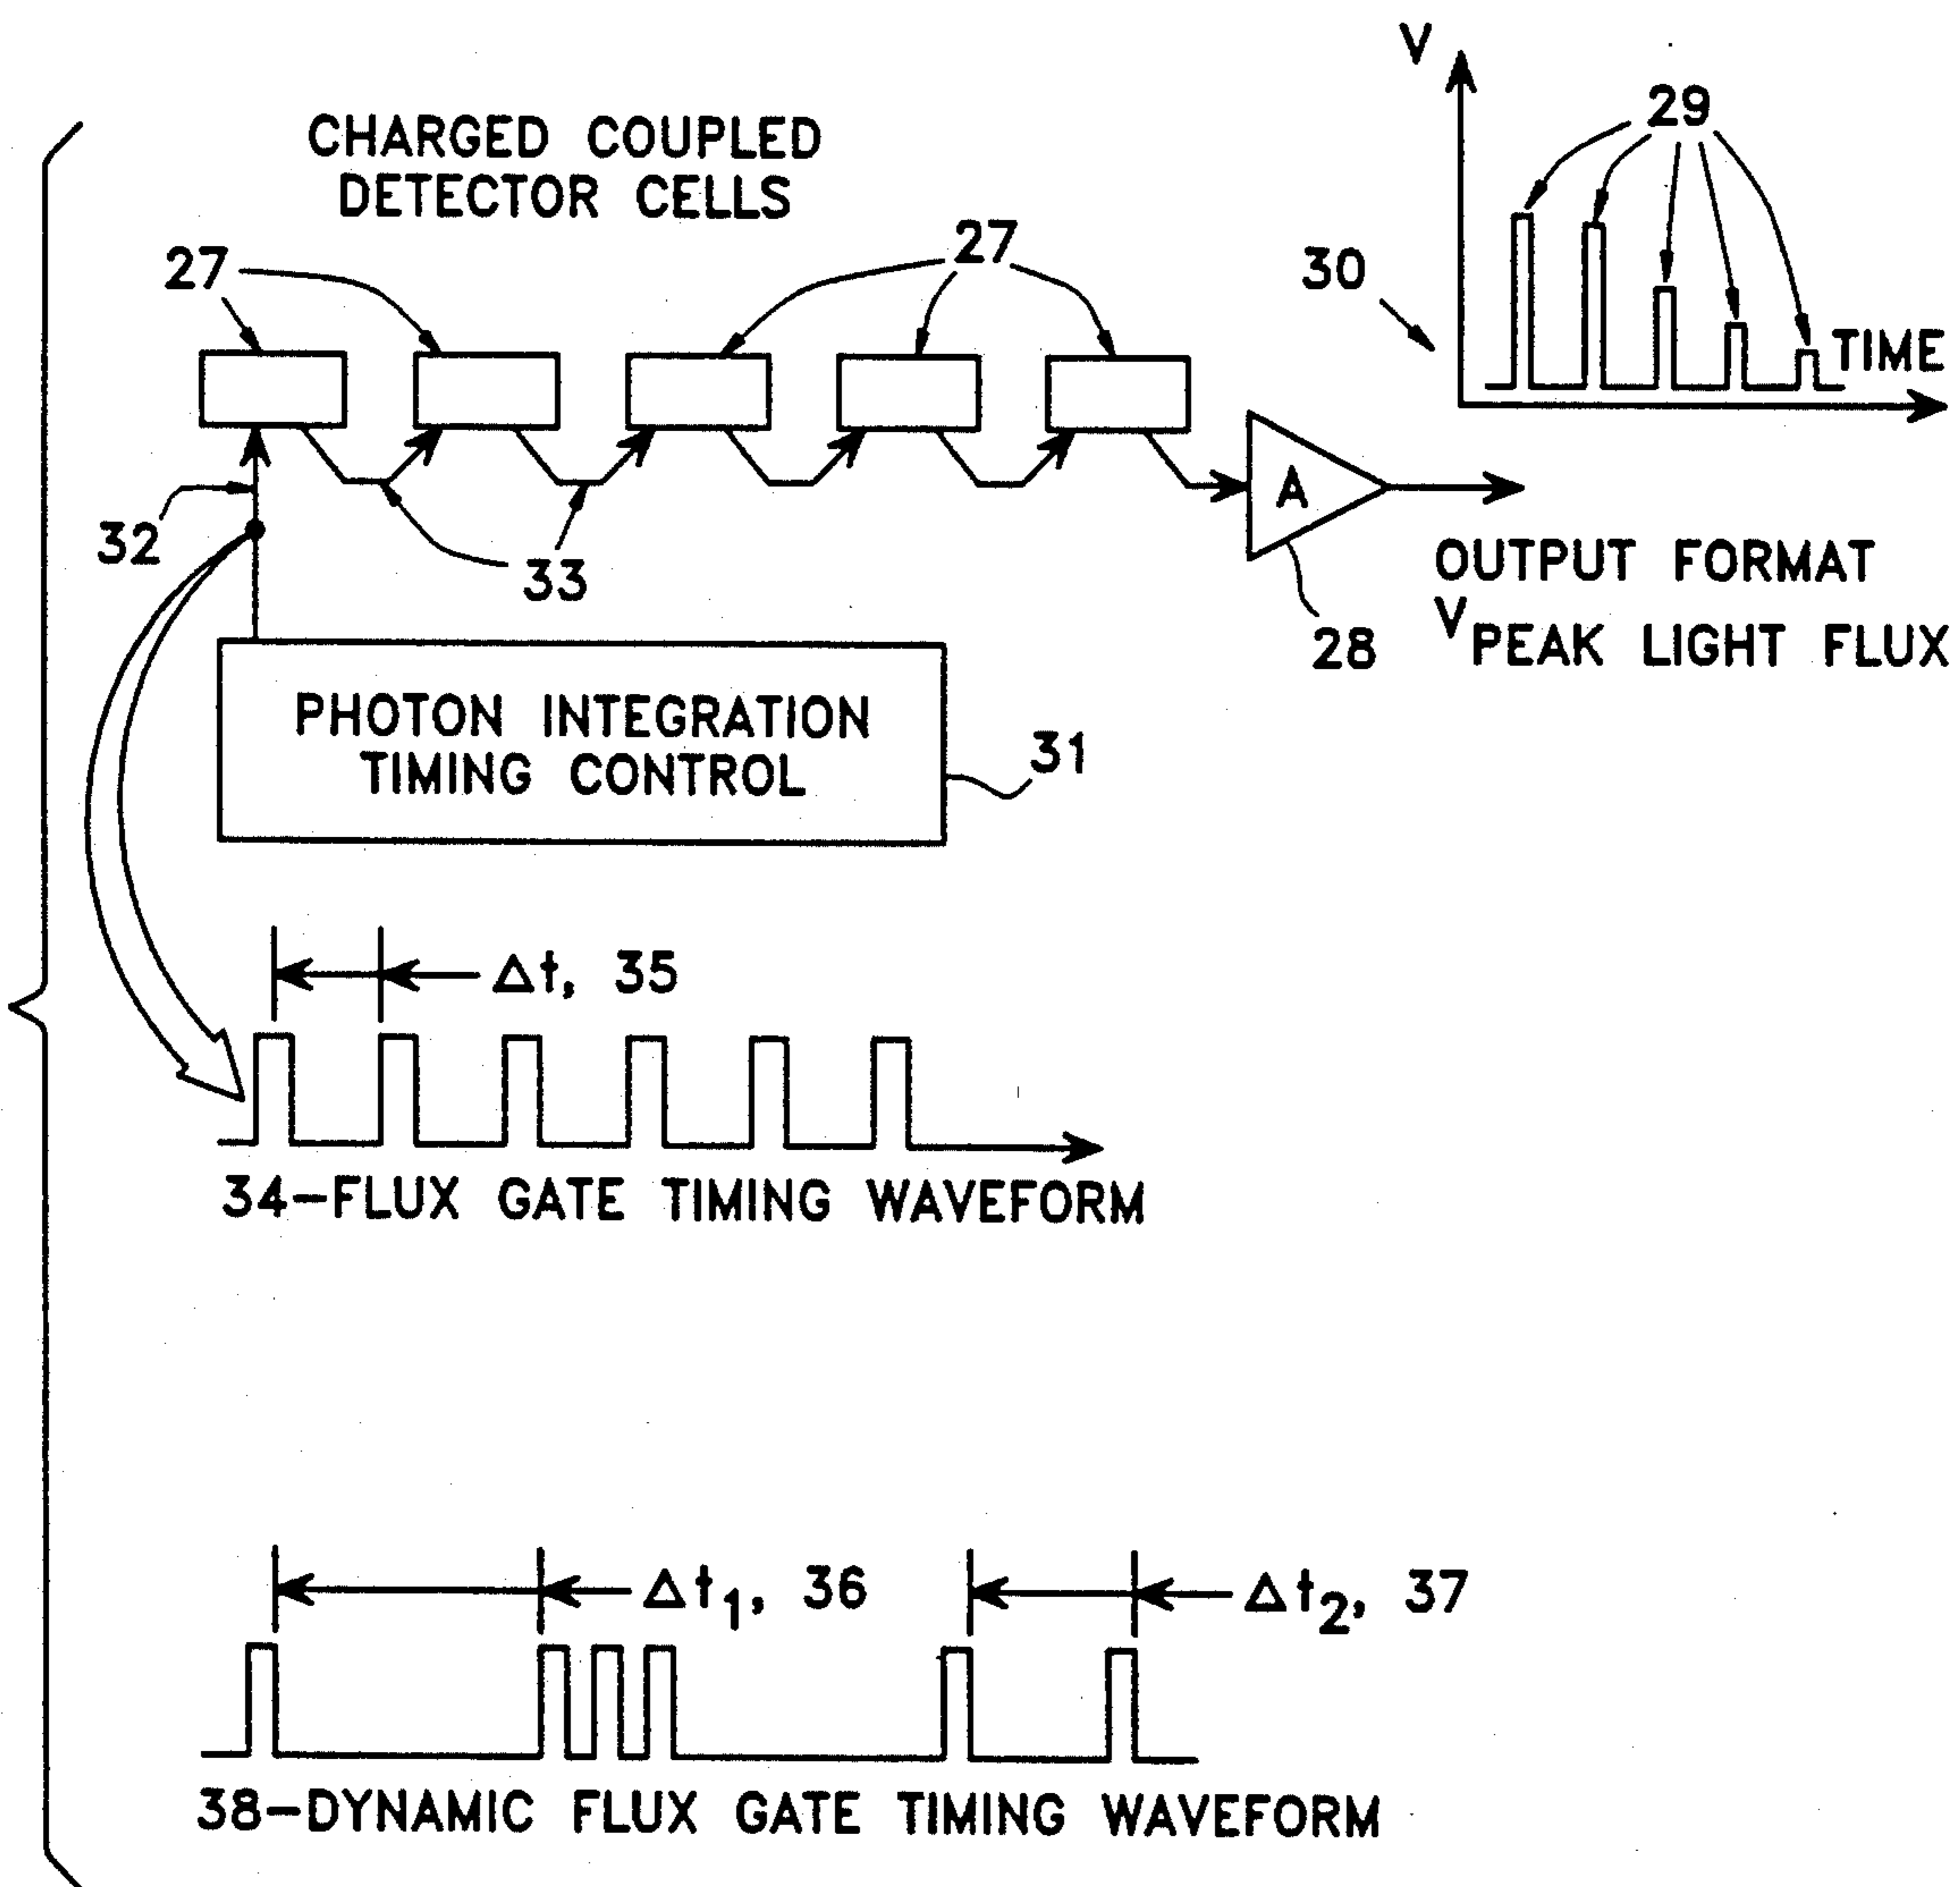 V
29
CHARGED COUPLED
DETECTOR CELLS
27
27
30
TIME
A
32
33
28
OUTPUT FORMAT
VPEAK LIGHT FLUX
PHOTON INTEGRATION
TIMING CONTROL
31
Δt, 35
34-FLUX GATE TIMING WAVEFORM
Δt1, 36
Δt2, 37
38-DYNAMIC FLUX GATE TIMING WAVEFORM